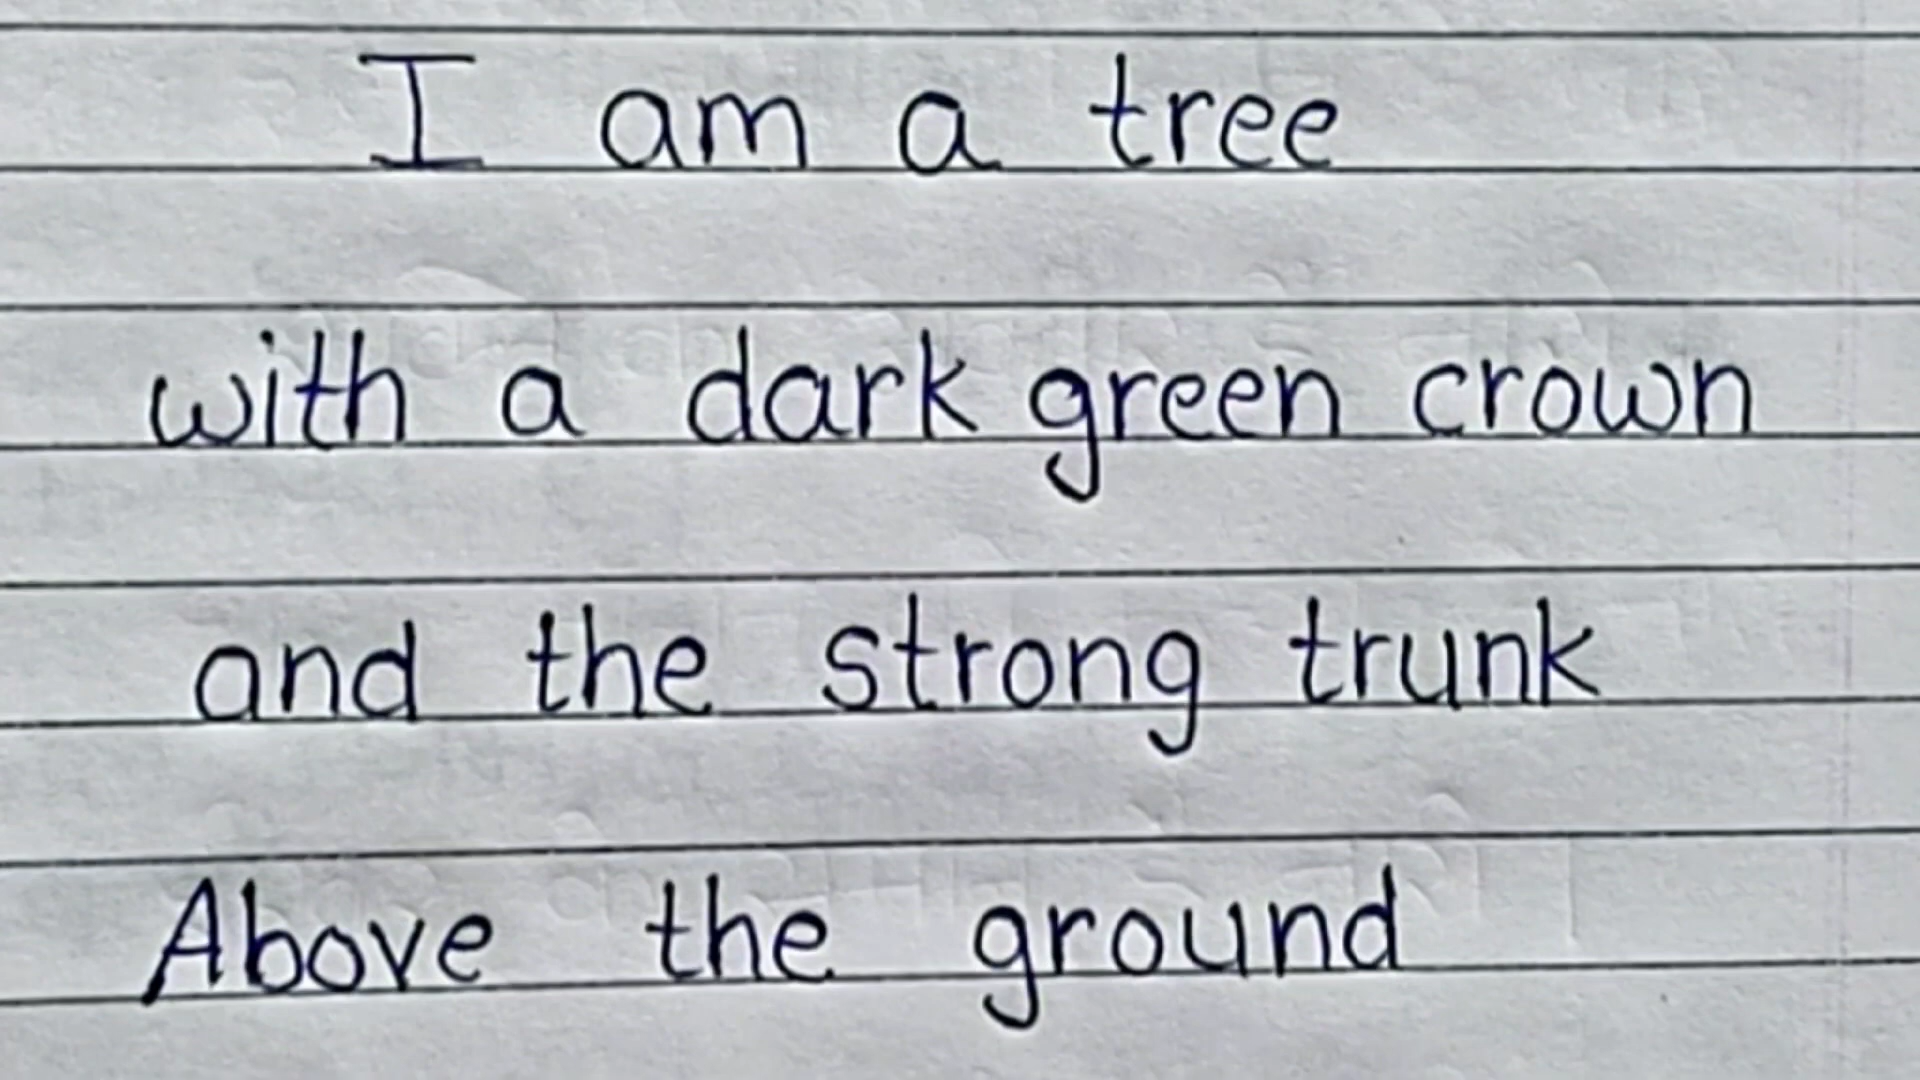 I am a tree
with a dark green crown
and the strong trunk
Above the ground